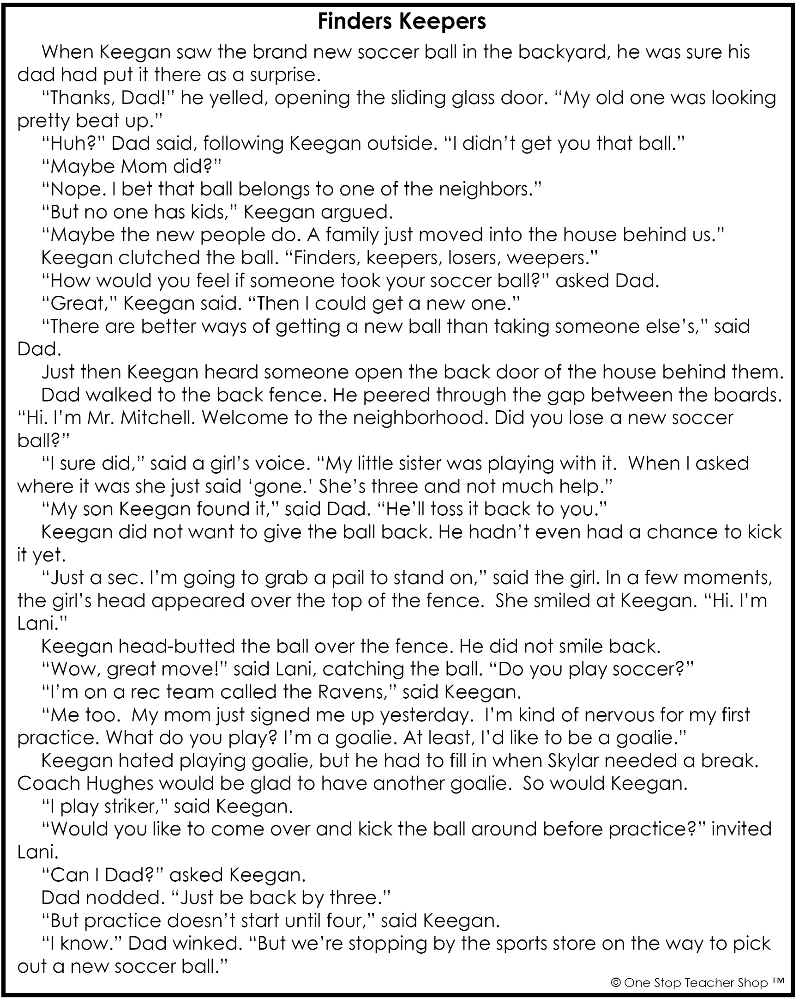 Finders Keepers
When Keegan saw the brand new soccer ball in the backyard, he was sure his
dad had put it there as a surprise.
“Thanks, Dad!” he yelled, opening the sliding glass door. “My old one was looking
pretty beat up.”
“Huh?” Dad said, following Keegan outside. “I didn’t get you that ball.”
“Maybe Mom did?”
“Nope. I bet that ball belongs to one of the neighbors.”
“But no one has kids,” Keegan argued.
“Maybe the new people do. A family just moved into the house behind us.”
Keegan clutched the ball. “Finders, keepers, losers, weepers.”
“How would you feel if someone took your soccer ball?” asked Dad.
“Great,” Keegan said. “Then I could get a new one.”
“There are better ways of getting a new ball than taking someone else’s,” said
Dad.
Just then Keegan heard someone open the back door of the house behind them.
Dad walked to the back fence. He peered through the gap between the boards.
“Hi. I’m Mr. Mitchell. Welcome to the neighborhood. Did you lose a new soccer
ball?”
“I sure did,” said a girl’s voice. “My little sister was playing with it.  When I asked
where it was she just said ‘gone.’ She’s three and not much help.”
“My son Keegan found it,” said Dad. “He’ll toss it back to you.”
Keegan did not want to give the ball back. He hadn’t even had a chance to kick
it yet.
“Just a sec. I’m going to grab a pail to stand on,” said the girl. In a few moments,
the girl’s head appeared over the top of the fence.  She smiled at Keegan. “Hi. I’m
Lani.”
Keegan head-butted the ball over the fence. He did not smile back.
“Wow, great move!” said Lani, catching the ball. “Do you play soccer?”
“I’m on a rec team called the Ravens,” said Keegan.
“Me too.  My mom just signed me up yesterday.  I’m kind of nervous for my first
practice. What do you play? I’m a goalie. At least, I’d like to be a goalie.”
Keegan hated playing goalie, but he had to fill in when Skylar needed a break.
Coach Hughes would be glad to have another goalie.  So would Keegan.
“I play striker,” said Keegan.
“Would you like to come over and kick the ball around before practice?” invited
Lani.
“Can I Dad?” asked Keegan.
Dad nodded. “Just be back by three.”
“But practice doesn’t start until four,” said Keegan.
“I know.” Dad winked. “But we’re stopping by the sports store on the way to pick
out a new soccer ball.”
© One Stop Teacher Shop ™